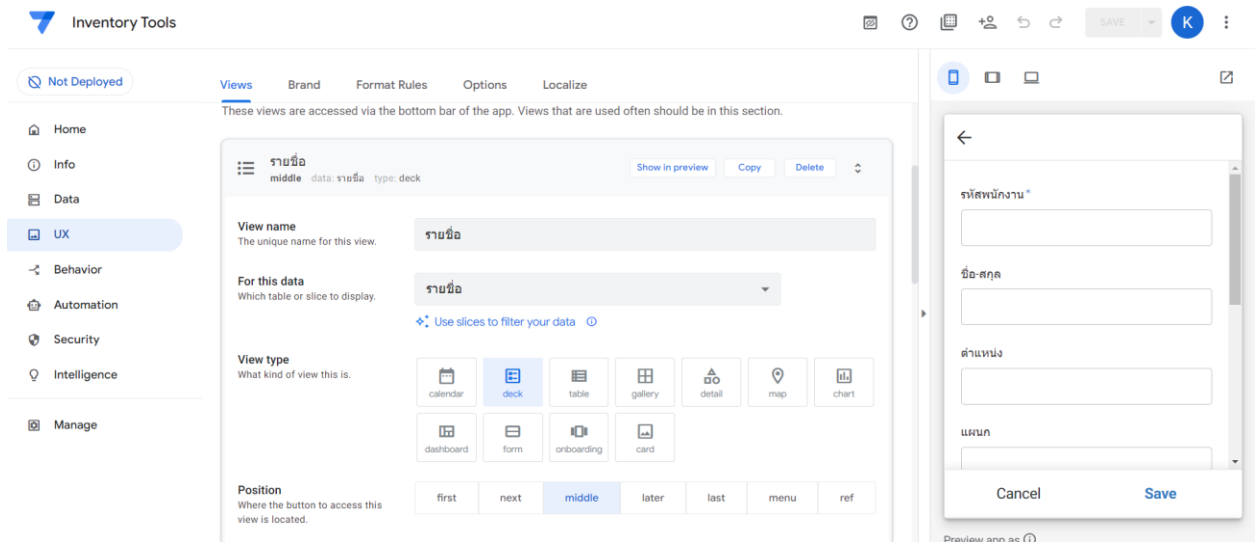 Inventory Tools
SAVE
K
Not Deployed
Views Brand Format Rules Options Localize
These views are accessed via the bottom bar of the app. Views that are used often should be in this section.
Home
Info
Data
UX
Behavior
Automation
Security
Intelligence
Manage
รายชื่อ
middle data: รายชื่อ type: deck
Show in preview Copy Delete
View name
The unique name for this view.
รายชื่อ
For this data
Which table or slice to display.
รายชื่อ
Use slices to filter your data
View type
What kind of view this is.
calendar deck table gallery detail map chart
dashboard form onboarding card
Position
Where the button to access this
view is located.
first next middle later last menu ref
รหัสพนักงาน*
ชื่อ-สกุล
ตำแหน่ง
แผนก
Cancel Save
Preview app as